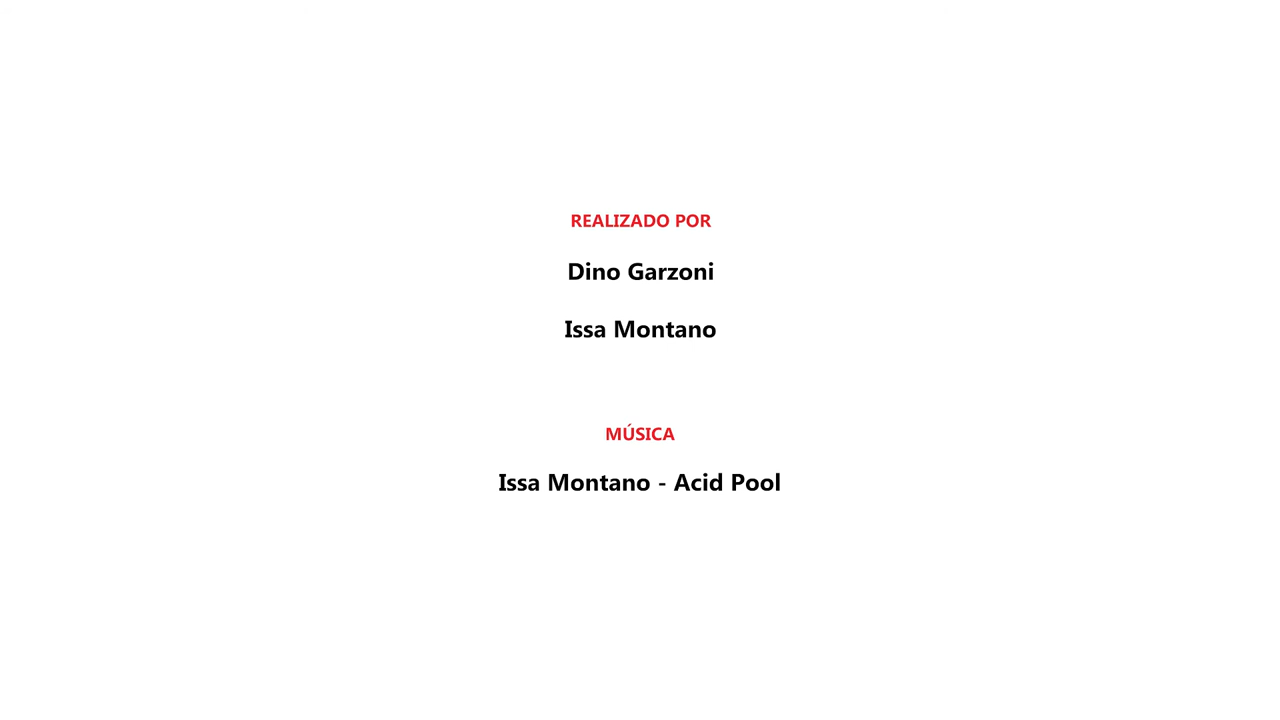 REALIZADO POR
Dino Garzoni
Issa Montano
MÚSICA
Issa Montano - Acid Pool